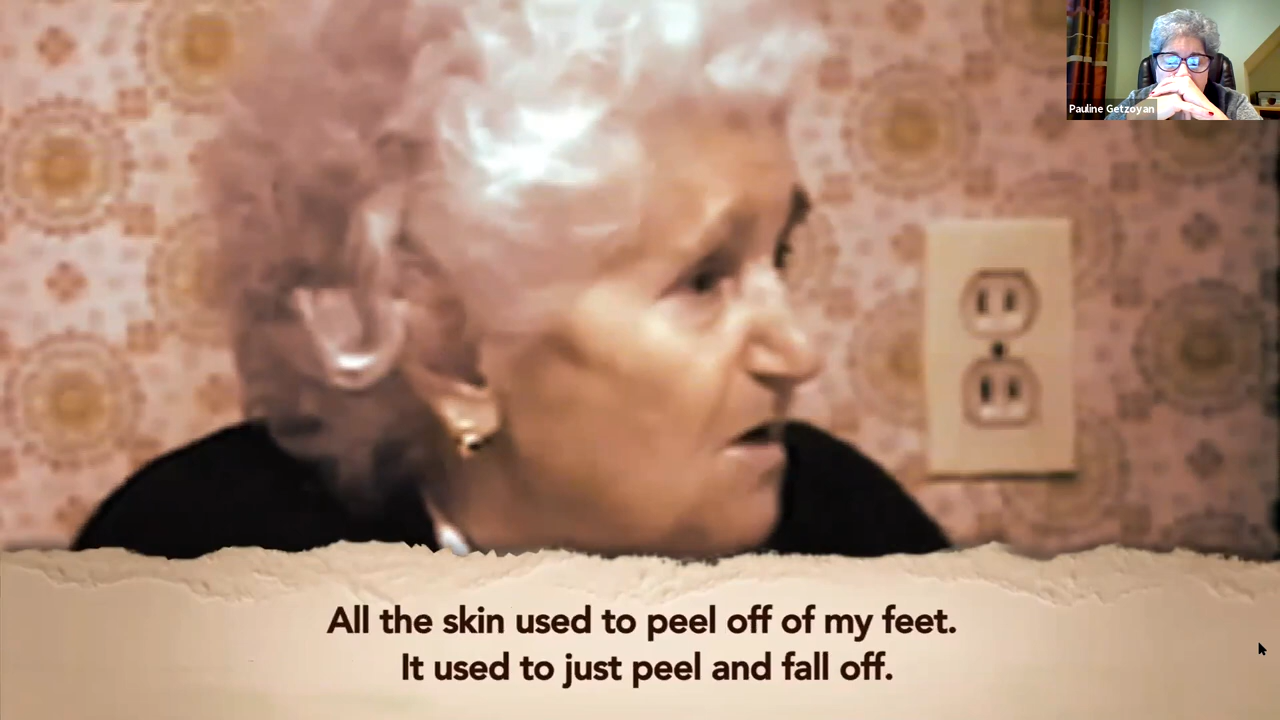 Pauline Getzoyan
All the skin used to peel off of my feet.
It used to just peel and fall off.